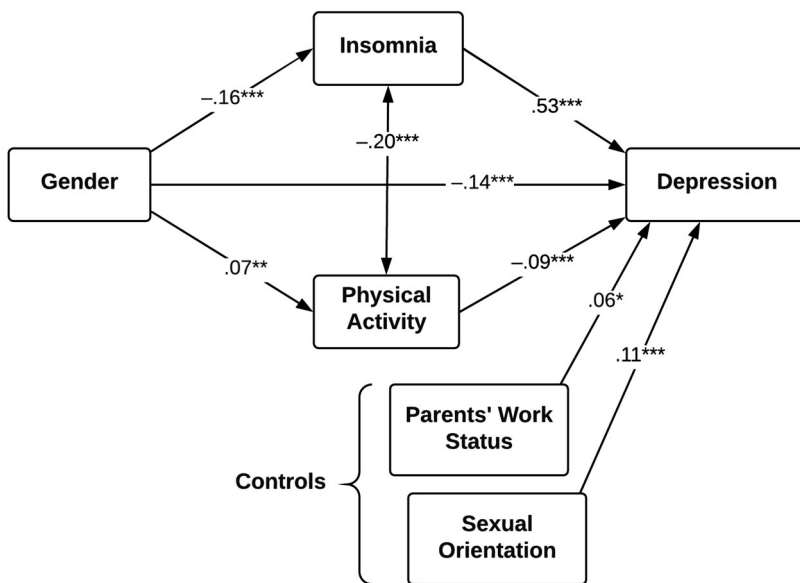 Insomnia
–.16***
.53***
–.20***
Gender
–.14***
Depression
.07**
–.09***
Physical
Activity
.06*
.11***
Parents' Work
Status
Controls
Sexual
Orientation